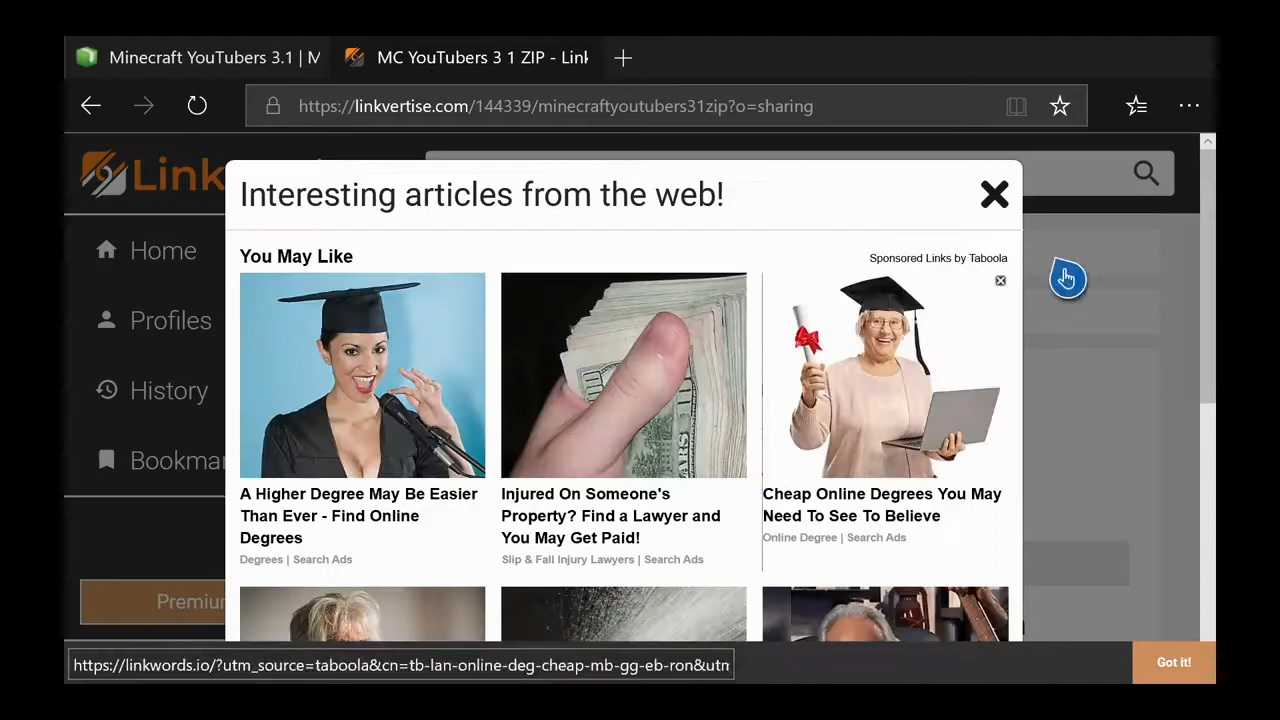 Minecraft YouTubers 3.1 | M
MC YouTubers 3 1 ZIP - Link
https://linkvertise.com/144339/minecraftyoutubers31zip?o=sharing
Link
Interesting articles from the web!
Home
Profiles
History
Bookmar
Premiun
You May Like
Sponsored Links by Taboola
A Higher Degree May Be Easier
Than Ever - Find Online
Degrees
Degrees | Search Ads
Injured On Someone's
Property? Find a Lawyer and
You May Get Paid!
Slip & Fall Injury Lawyers | Search Ads
Cheap Online Degrees You May
Need To See To Believe
Online Degree | Search Ads
https://linkwords.io/?utm_source=taboola&cn=tb-lan-online-deg-cheap-mb-gg-eb-ron&utm
Got it!